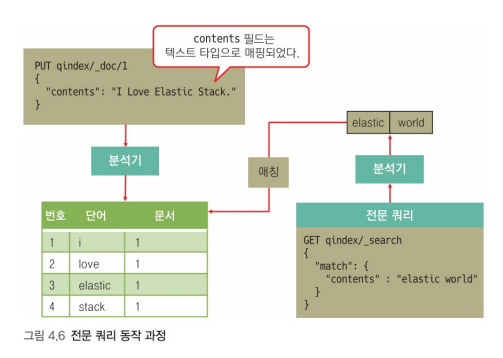 contents 필드는
텍스트 타입으로 매핑되었다.
PUT qindex/_doc/1
{
"contents": "I Love Elastic Stack."
}
분석기
번호 단어 문서
1 i 1
2 love 1
3 elastic 1
4 stack 1
매칭
elastic world
분석기
전문 쿼리
GET qindex/_search
{
"match": {
"contents" : "elastic world"
}
}
그림 4.6 전문 쿼리 동작 과정